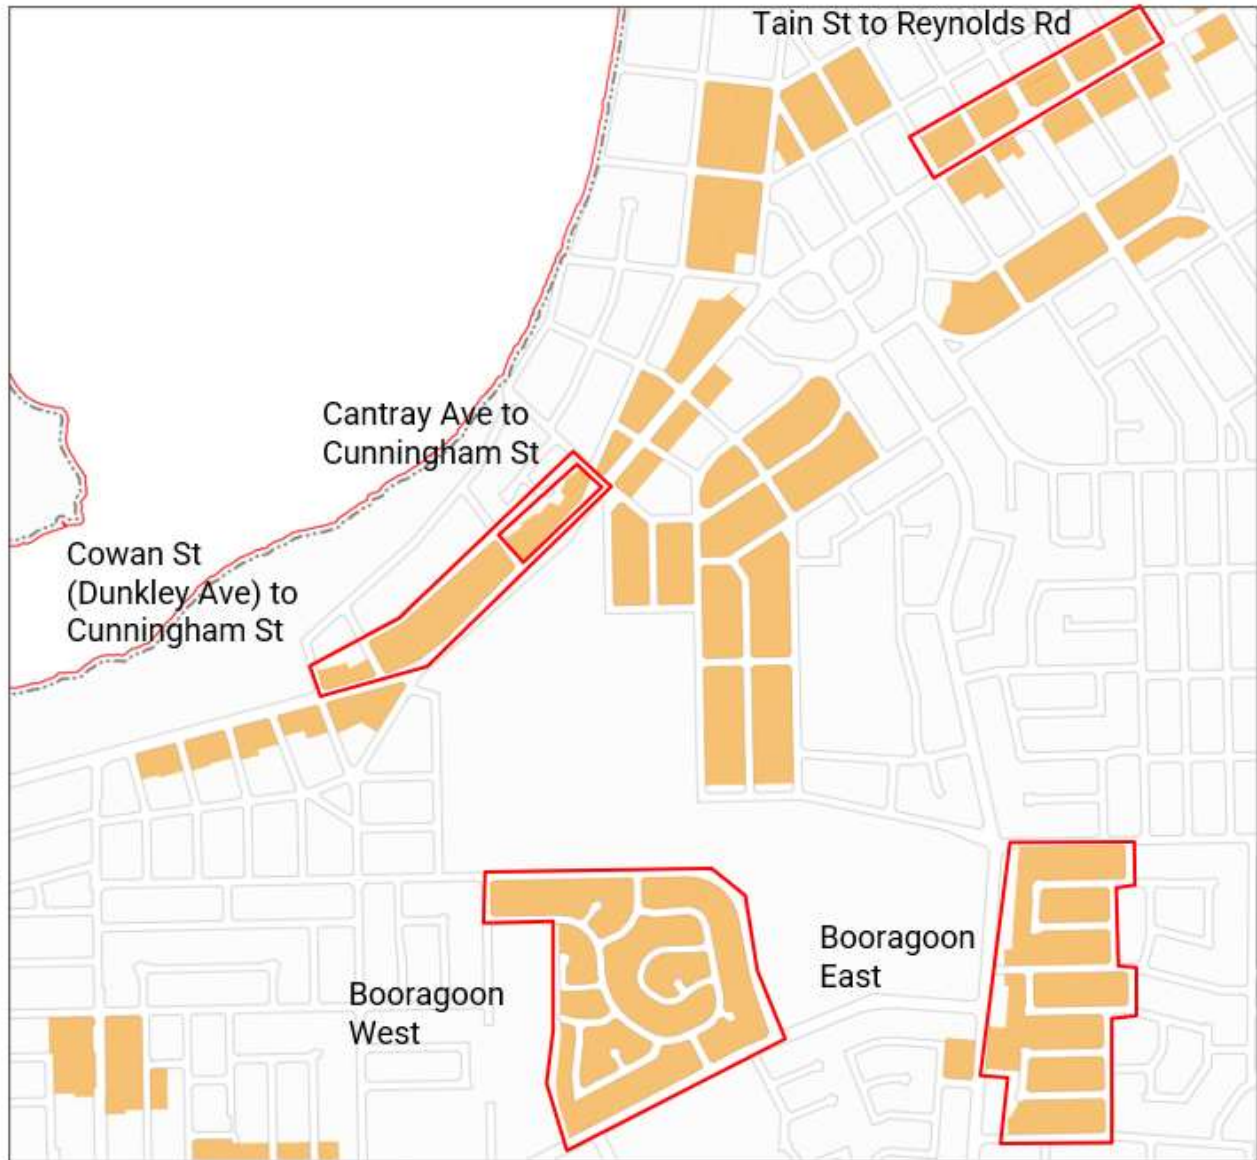 Tain St to Reynolds Rd
Cantray Ave to
Cunningham St
Cowan St
(Dunkley Ave) to
Cunningham St
Booragoon
East
Booragoon
West